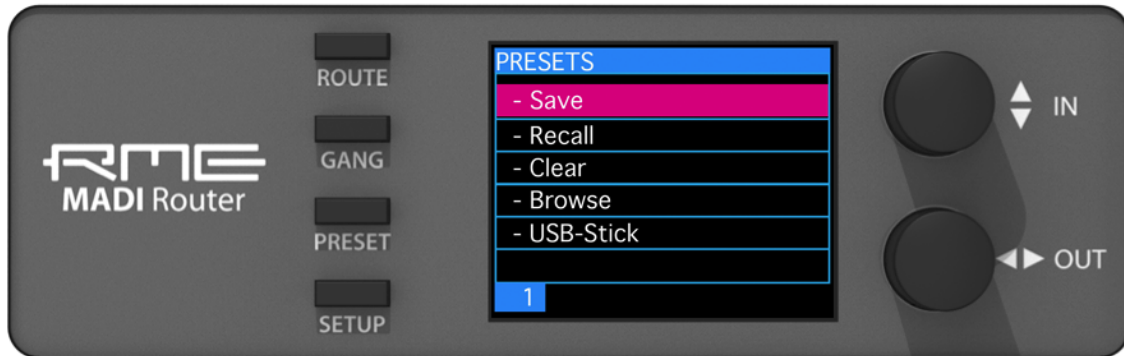 RME
MADI Router
ROUTE
GANG
PRESET
SETUP
PRESETS
- Save
- Recall
- Clear
- Browse
- USB-Stick
1
IN
OUT